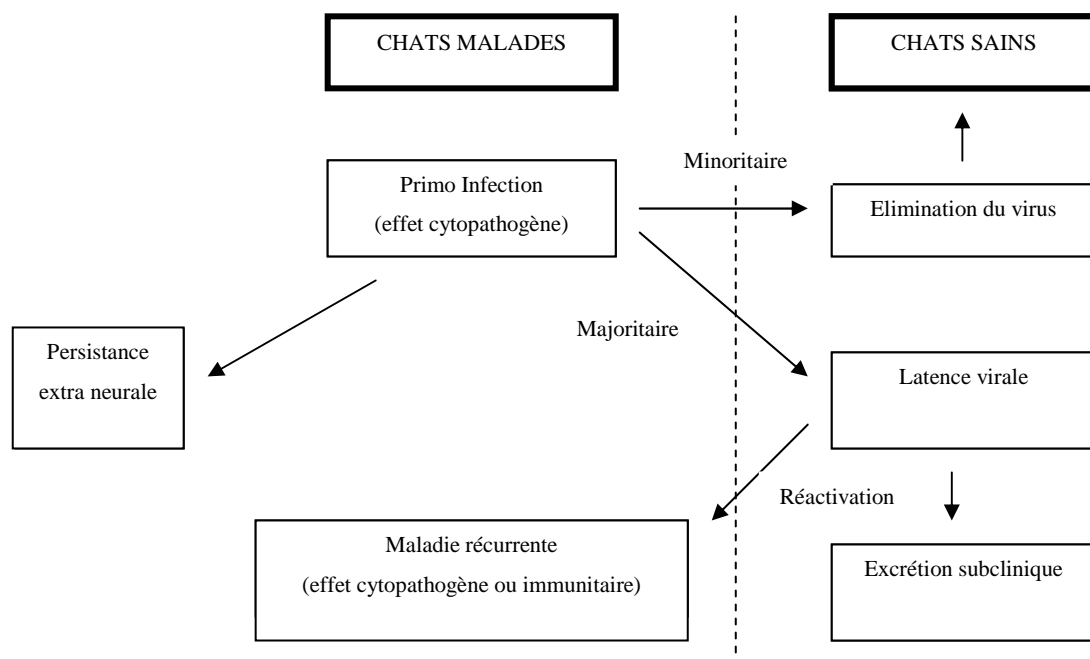 CHATS MALADES
CHATS SAINS
Minoritaire
Primo Infection
(effet cytopathogène)
Elimination du virus
Majoritaire
Persistance
extra neurale
Latence virale
Réactivation
Maladie récurrente
(effet cytopathogène ou immunitaire)
Excrétion subclinique